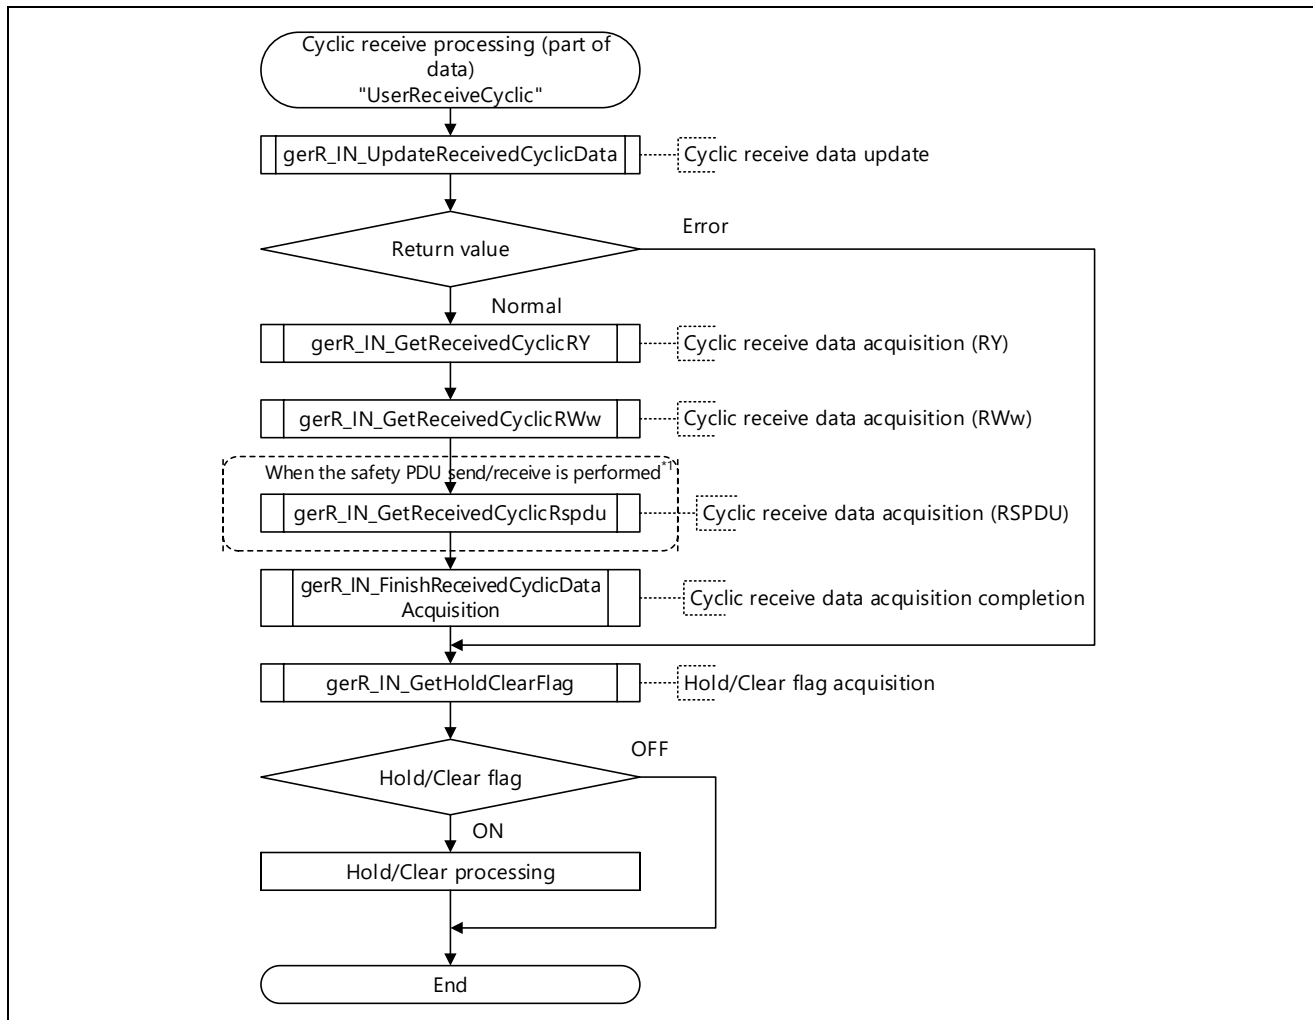 Cyclic receive processing (part of
data)
"UserReceiveCyclic"
gerR_IN_UpdateReceivedCyclicData
Cyclic receive data update
Error
Return value
Normal
gerR_IN_GetReceivedCyclicRY
Cyclic receive data acquisition (RY)
gerR_IN_GetReceivedCyclicRWw
Cyclic receive data acquisition (RWw)
When the safety PDU send/receive is performed*1
gerR_IN_GetReceivedCyclicRspdu
Cyclic receive data acquisition (RSPDU)
gerR_IN_FinishReceivedCyclicData
Acquisition
Cyclic receive data acquisition completion
gerR_IN_GetHoldClearFlag
Hold/Clear flag acquisition
OFF
Hold/Clear flag
ON
Hold/Clear processing
End